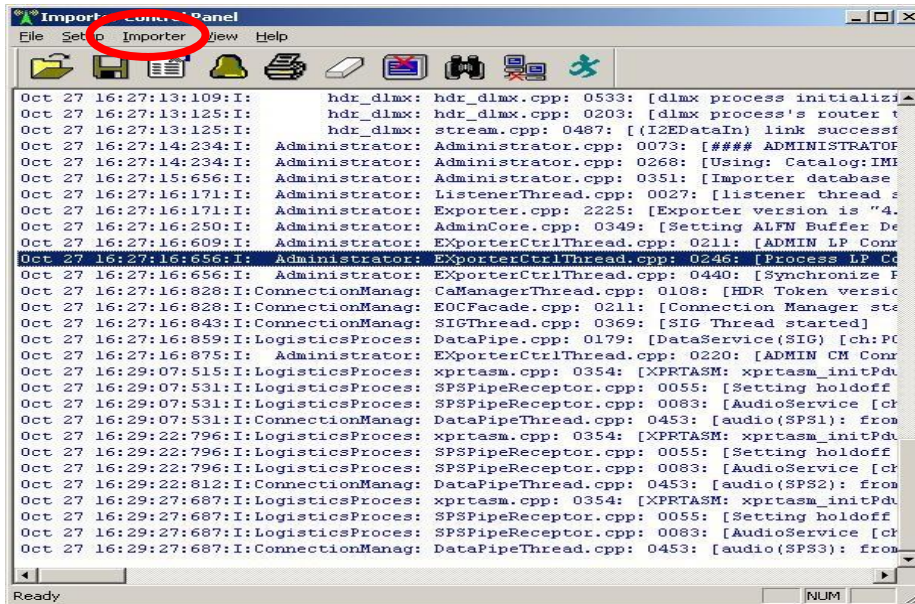 Importer Control Panel
File Setup Importer View Help
Oct 27 16:27:13:109:I: hdr_dlmx: hdr_dlmx.cpp: 0533: [dlmx process initializi
Oct 27 16:27:13:125:I: hdr_dlmx: hdr_dlmx.cpp: 0203: [dlmx process's router t
Oct 27 16:27:13:125:I: hdr_dlmx: stream.cpp: 0487: [(I2EDataIn) link successf
Oct 27 16:27:14:234:I: Administrator: Administrator.cpp: 0073: [#### ADMINISTRATOR
Oct 27 16:27:14:234:I: Administrator: Administrator.cpp: 0268: [Using: Catalog:IMP
Oct 27 16:27:15:656:I: Administrator: Administrator.cpp: 0351: [Importer database
Oct 27 16:27:16:171:I: Administrator: ListenerThread.cpp: 0027: [listener thread s
Oct 27 16:27:16:171:I: Administrator: Exporter.cpp: 2225: [Exporter version is "4.
Oct 27 16:27:16:250:I: Administrator: AdminCore.cpp: 0349: [Setting ALFN Buffer De
Oct 27 16:27:16:609:I: Administrator: EXporterCtrlThread.cpp: 0211: [ADMIN LP Conn
Oct 27 16:27:16:656:I: Administrator: EXporterCtrlThread.cpp: 0246: [Process LP Co
Oct 27 16:27:16:656:I: Administrator: EXporterCtrlThread.cpp: 0440: [Synchronize P
Oct 27 16:27:16:828:I:ConnectionManag: CaManagerThread.cpp: 0108: [HDR Token versio
Oct 27 16:27:16:828:I:ConnectionManag: EOCFacade.cpp: 0211: [Connection Manager sta
Oct 27 16:27:16:843:I:ConnectionManag: SIGThread.cpp: 0369: [SIG Thread started]
Oct 27 16:27:16:859:I:LogisticsProces: DataPipe.cpp: 0179: [DataService(SIG) [ch:PO
Oct 27 16:27:16:875:I: Administrator: EXporterCtrlThread.cpp: 0220: [ADMIN CM Conn
Oct 27 16:29:07:515:I:LogisticsProces: xprtasm.cpp: 0354: [XPRTASM: xprtasm_initPdu
Oct 27 16:29:07:531:I:LogisticsProces: SPSPipeReceptor.cpp: 0055: [Setting holdoff
Oct 27 16:29:07:531:I:LogisticsProces: SPSPipeReceptor.cpp: 0083: [AudioService [ch
Oct 27 16:29:07:531:I:ConnectionManag: DataPipeThread.cpp: 0453: [audio(SPS1): from
Oct 27 16:29:22:796:I:LogisticsProces: xprtasm.cpp: 0354: [XPRTASM: xprtasm_initPdu
Oct 27 16:29:22:796:I:LogisticsProces: SPSPipeReceptor.cpp: 0055: [Setting holdoff
Oct 27 16:29:22:796:I:LogisticsProces: SPSPipeReceptor.cpp: 0083: [AudioService [ch
Oct 27 16:29:22:812:I:ConnectionManag: DataPipeThread.cpp: 0453: [audio(SPS2): from
Oct 27 16:29:27:687:I:LogisticsProces: xprtasm.cpp: 0354: [XPRTASM: xprtasm_initPdu
Oct 27 16:29:27:687:I:LogisticsProces: SPSPipeReceptor.cpp: 0055: [Setting holdoff
Oct 27 16:29:27:687:I:LogisticsProces: SPSPipeReceptor.cpp: 0083: [AudioService [ch
Oct 27 16:29:27:687:I:ConnectionManag: DataPipeThread.cpp: 0453: [audio(SPS3): from
Ready NUM